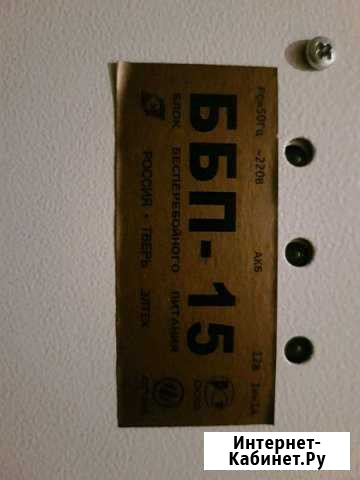 ~220В АКБ 12В
ББП-15
БЛОК БЕСПЕРЕБОЙНОГО ПИТАНИЯ
РОССИЯ • ТВЕРЬ ЭЛТЕХ
Интернет-
Кабинет.Ру